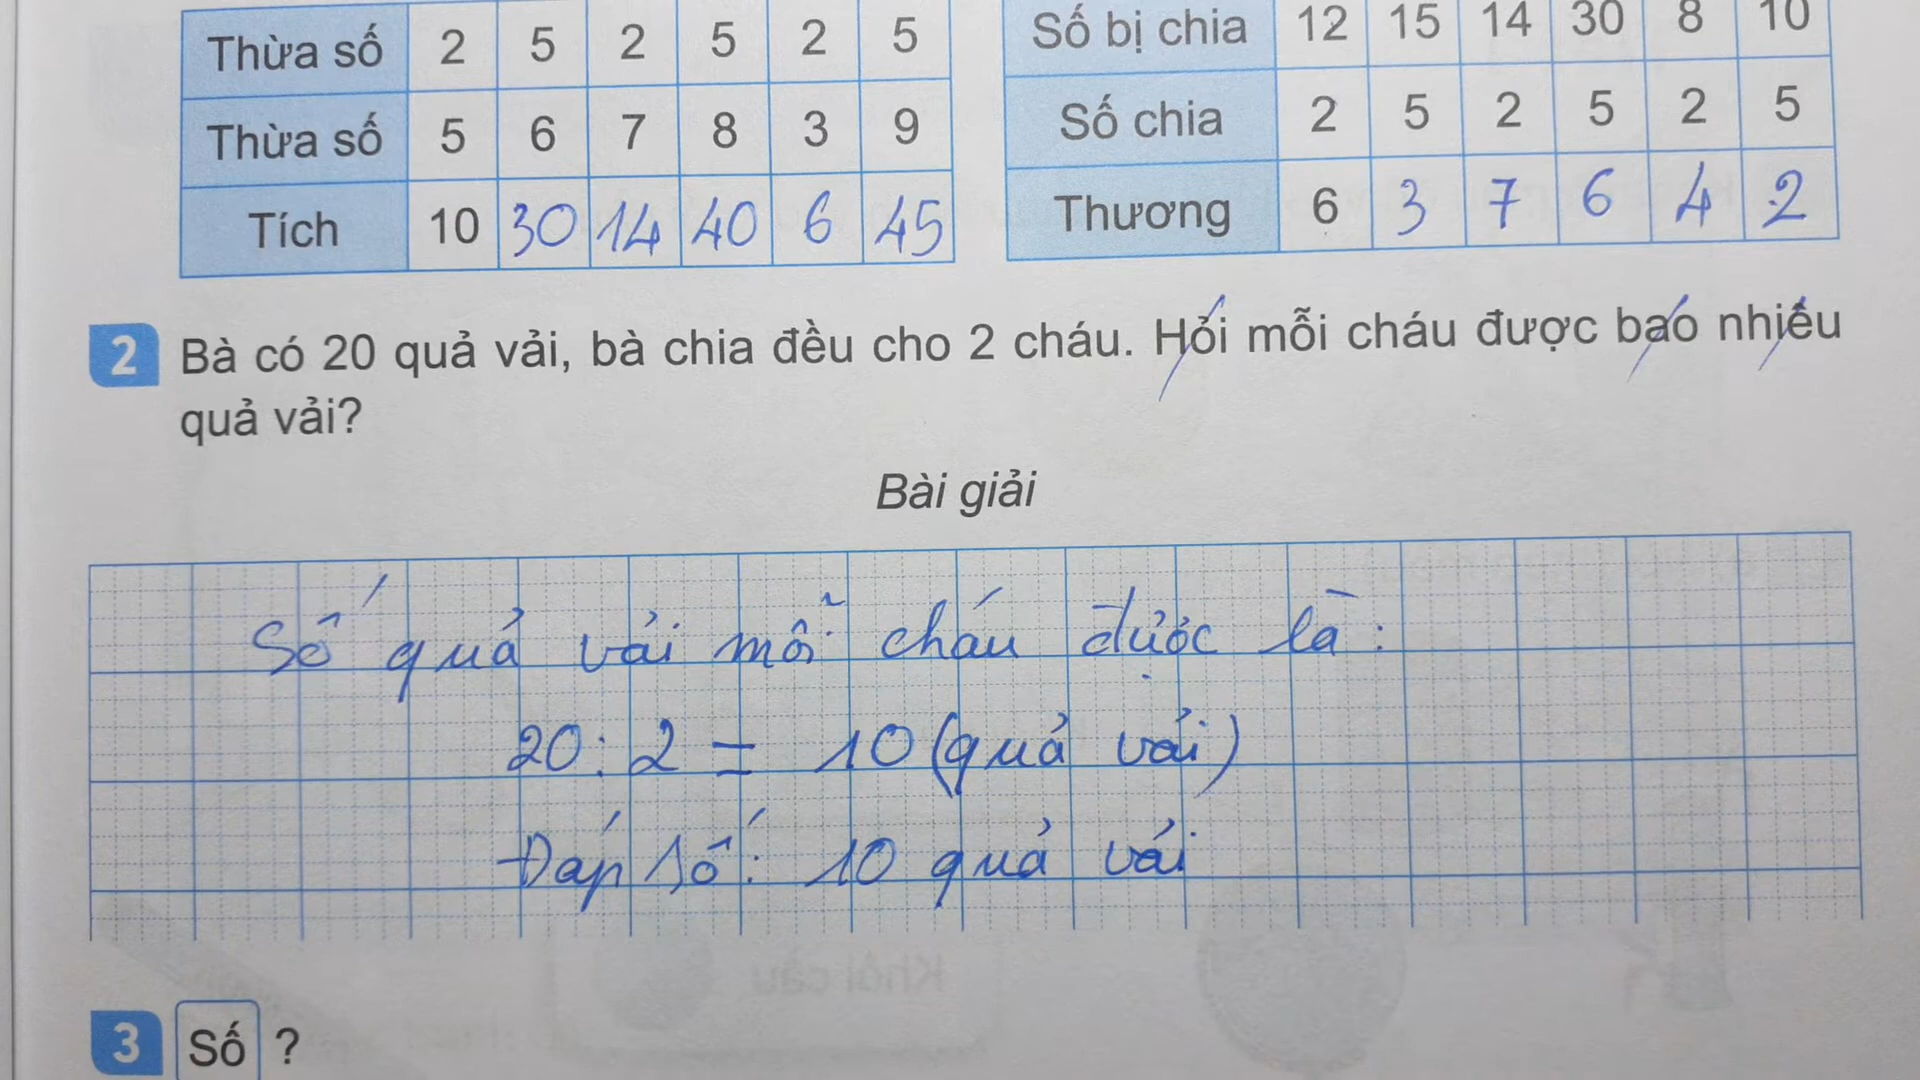 Thừa số 2 5 2 5 2 5
Thừa số 5 6 7 8 3 9
Tích 10 30 14 40 6 45
Số bị chia 12 15 14 30 8 10
Số chia 2 5 2 5 2 5
Thương 6 3 7 6 4 2
2 Bà có 20 quả vải, bà chia đều cho 2 cháu. Hỏi mỗi cháu được bao nhiêu
quả vải?
Bài giải
Số quả vải mỗi cháu được là:
20 : 2 = 10 (quả vải)
Đáp số: 10 quả vải
3 Số ?